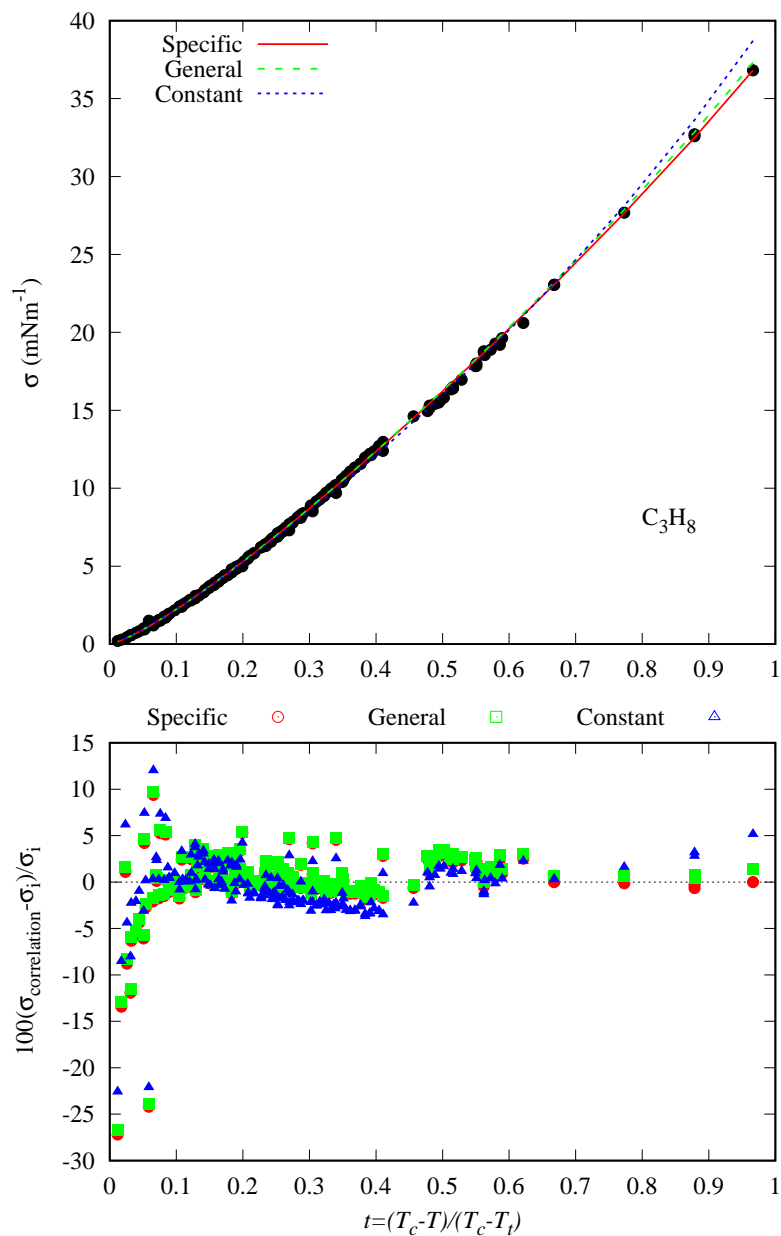 40
35
30
25
20
15
10
5
0
σ (mNm⁻¹)
Specific
General
Constant
C₃H₈
0 0.1 0.2 0.3 0.4 0.5 0.6 0.7 0.8 0.9 1
Specific General Constant
15
10
5
0
-5
-10
-15
-20
-25
-30
100(σcorrelation-σi)/σi
0 0.1 0.2 0.3 0.4 0.5 0.6 0.7 0.8 0.9 1
t=(Tc-T)/(Tc-Tt)